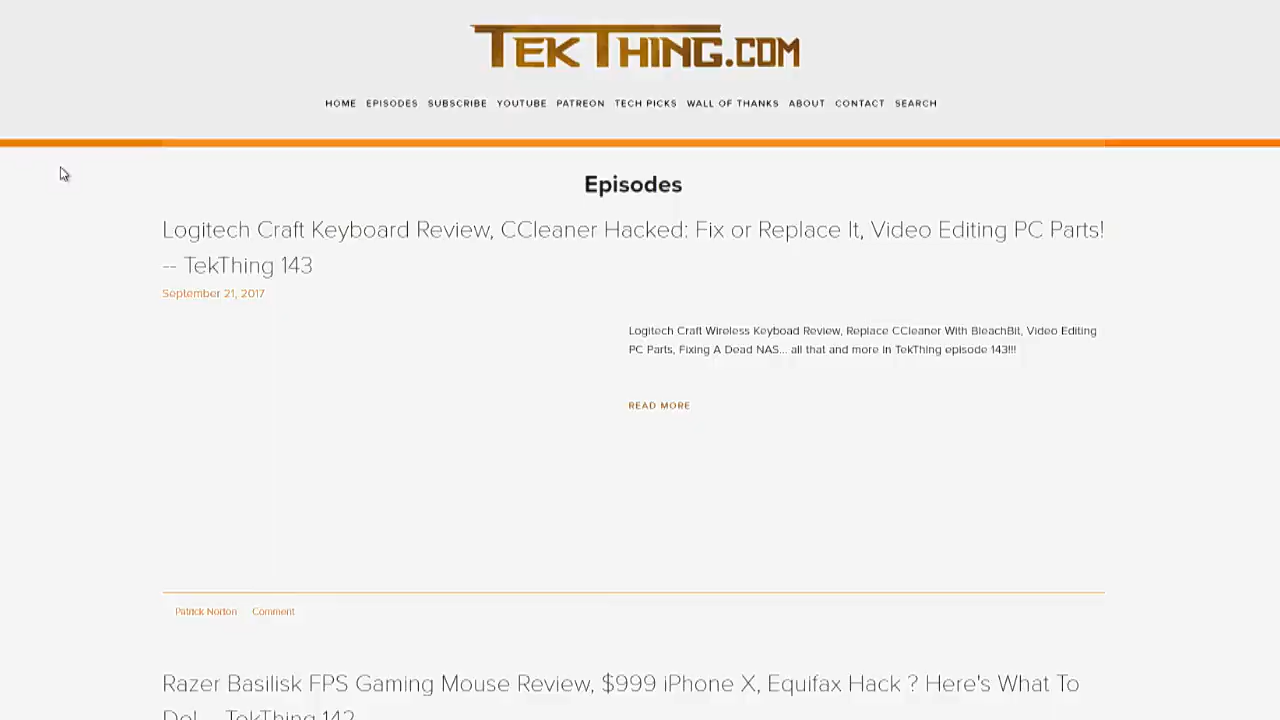 TEKTHING.COM
HOME EPISODES SUBSCRIBE YOUTUBE PATREON TECH PICKS WALL OF THANKS ABOUT CONTACT SEARCH
Episodes
Logitech Craft Keyboard Review, CCleaner Hacked: Fix or Replace It, Video Editing PC Parts!
-- TekThing 143
September 21, 2017
Logitech Craft Wireless Keyboad Review, Replace CCleaner With BleachBit, Video Editing
PC Parts, Fixing A Dead NAS... all that and more in TekThing episode 143!!!
READ MORE
Patrick Norton Comment
Razer Basilisk FPS Gaming Mouse Review, $999 iPhone X, Equifax Hack ? Here's What To
Do! -- TekThing 142